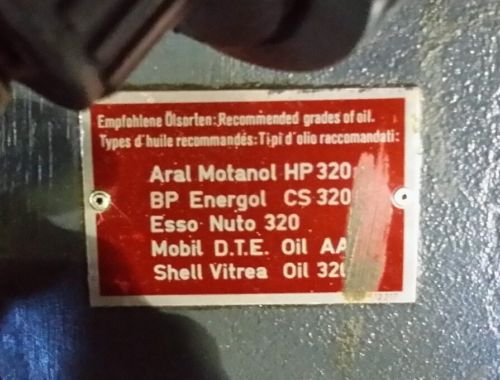 Empfohlene Ölsorten: Recommended grades of oil.
Types d'huile recommandés: Tipi d'olio raccomandati:
Aral Motanol HP 320
BP Energol CS 320
Esso Nuto 320
Mobil D.T.E. Oil AA
Shell Vitrea Oil 320